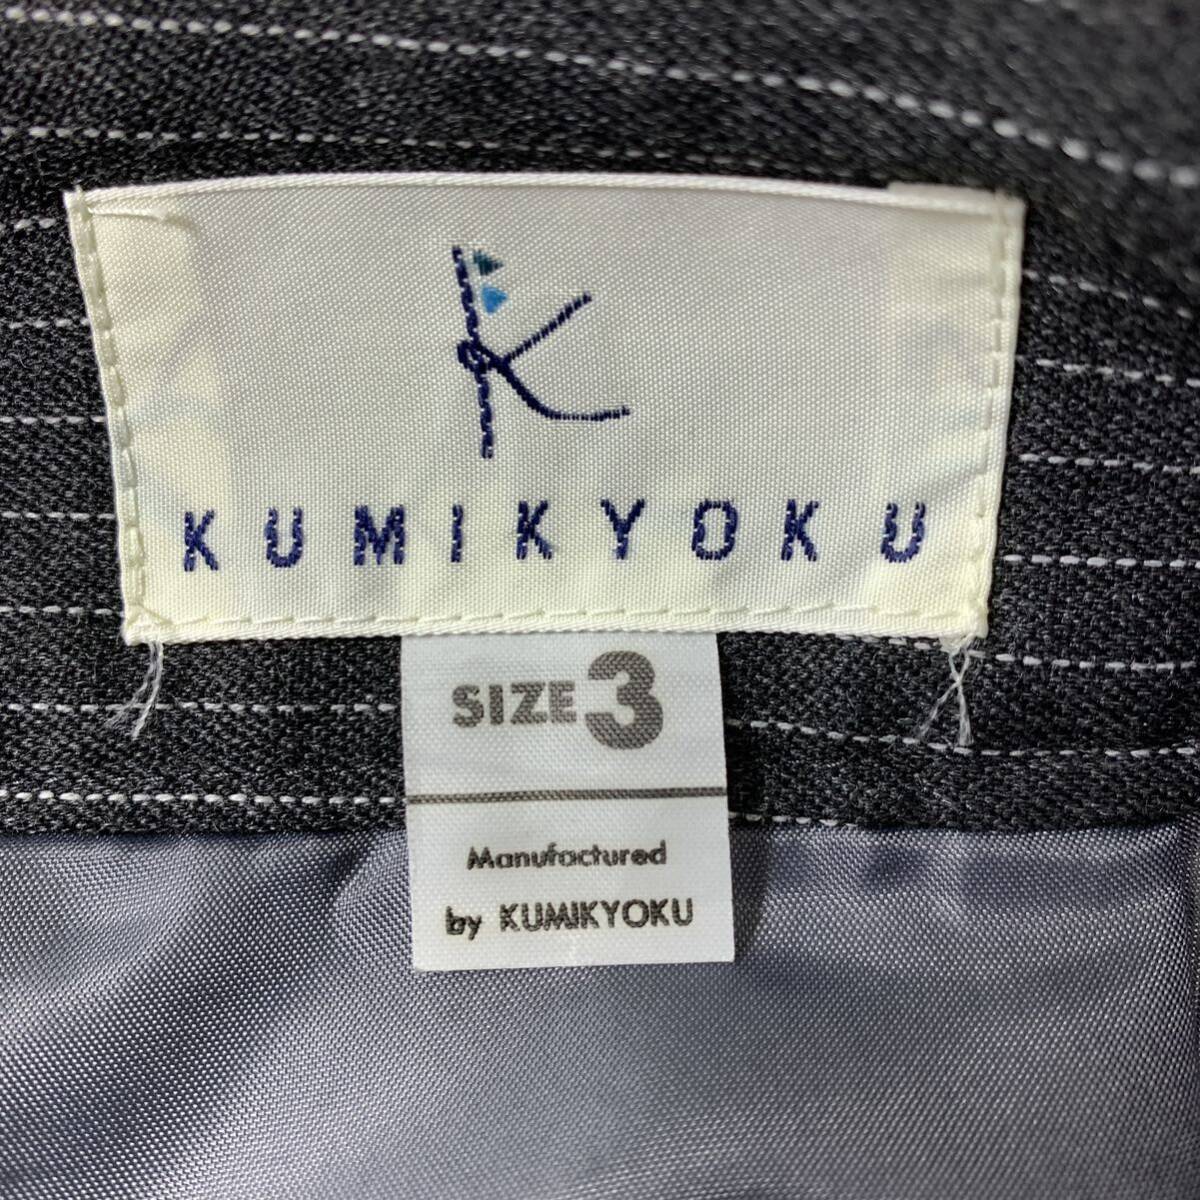 K
KUMIKYOKU
SIZE 3
Manufactured
by KUMIKYOKU